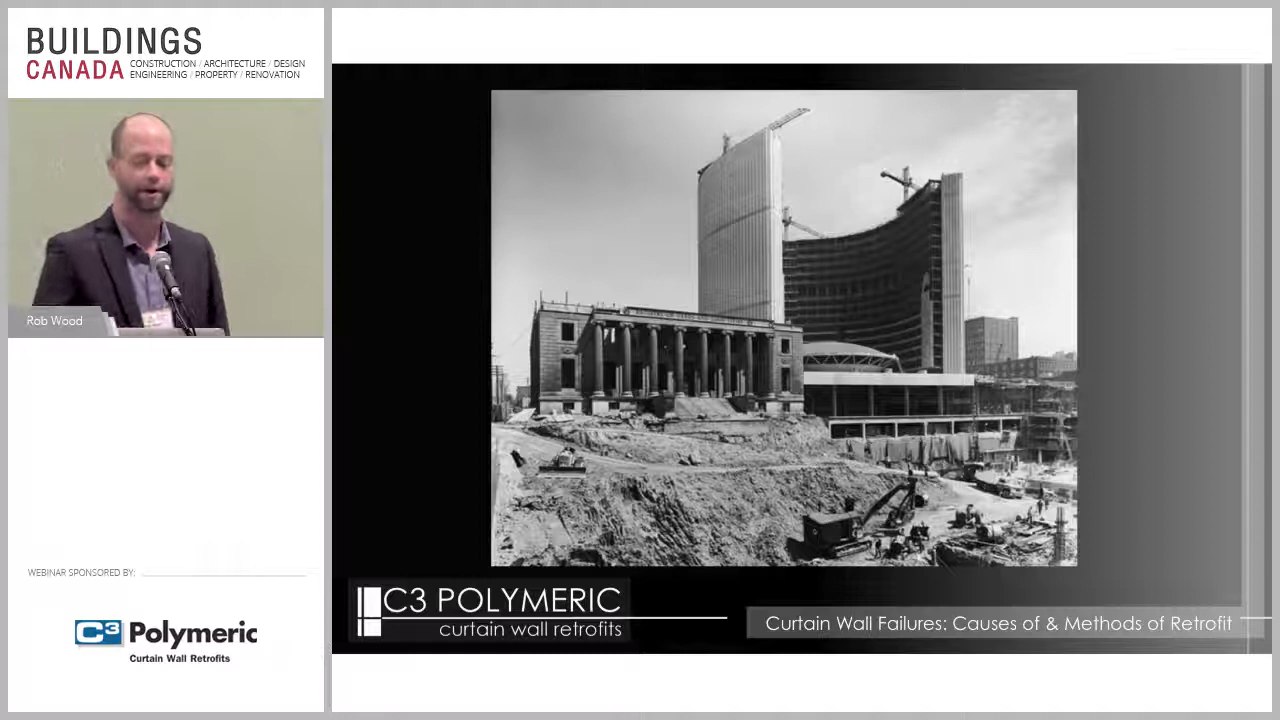 BUILDINGS
CANADA
CONSTRUCTION / ARCHITECTURE / DESIGN
ENGINEERING / PROPERTY / RENOVATION
Rob Wood
WEBINAR SPONSORED BY:
C3 Polymeric
Curtain Wall Retrofits
C3 POLYMERIC
curtain wall retrofits
Curtain Wall Failures: Causes of & Methods of Retrofit